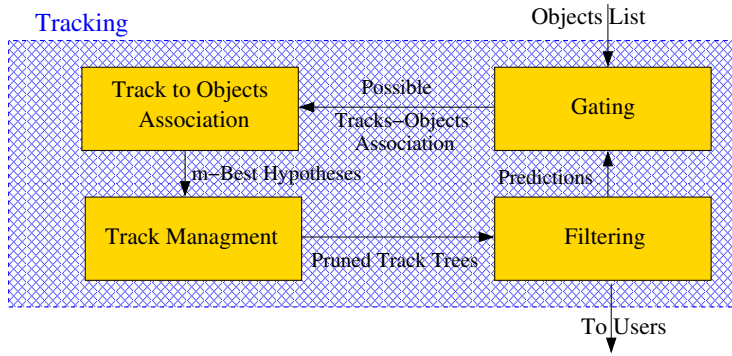 Tracking
Objects List
Track to Objects
Association
Possible
Tracks−Objects
Association
Gating
m−Best Hypotheses
Predictions
Track Managment
Pruned Track Trees
Filtering
To Users